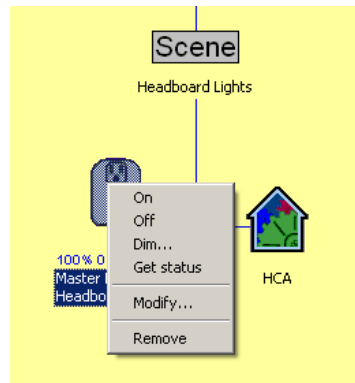 Scene
Headboard Lights
On
Off
Dim...
Get status
Modify...
Remove
100% 0
Master
Headbo
HCA